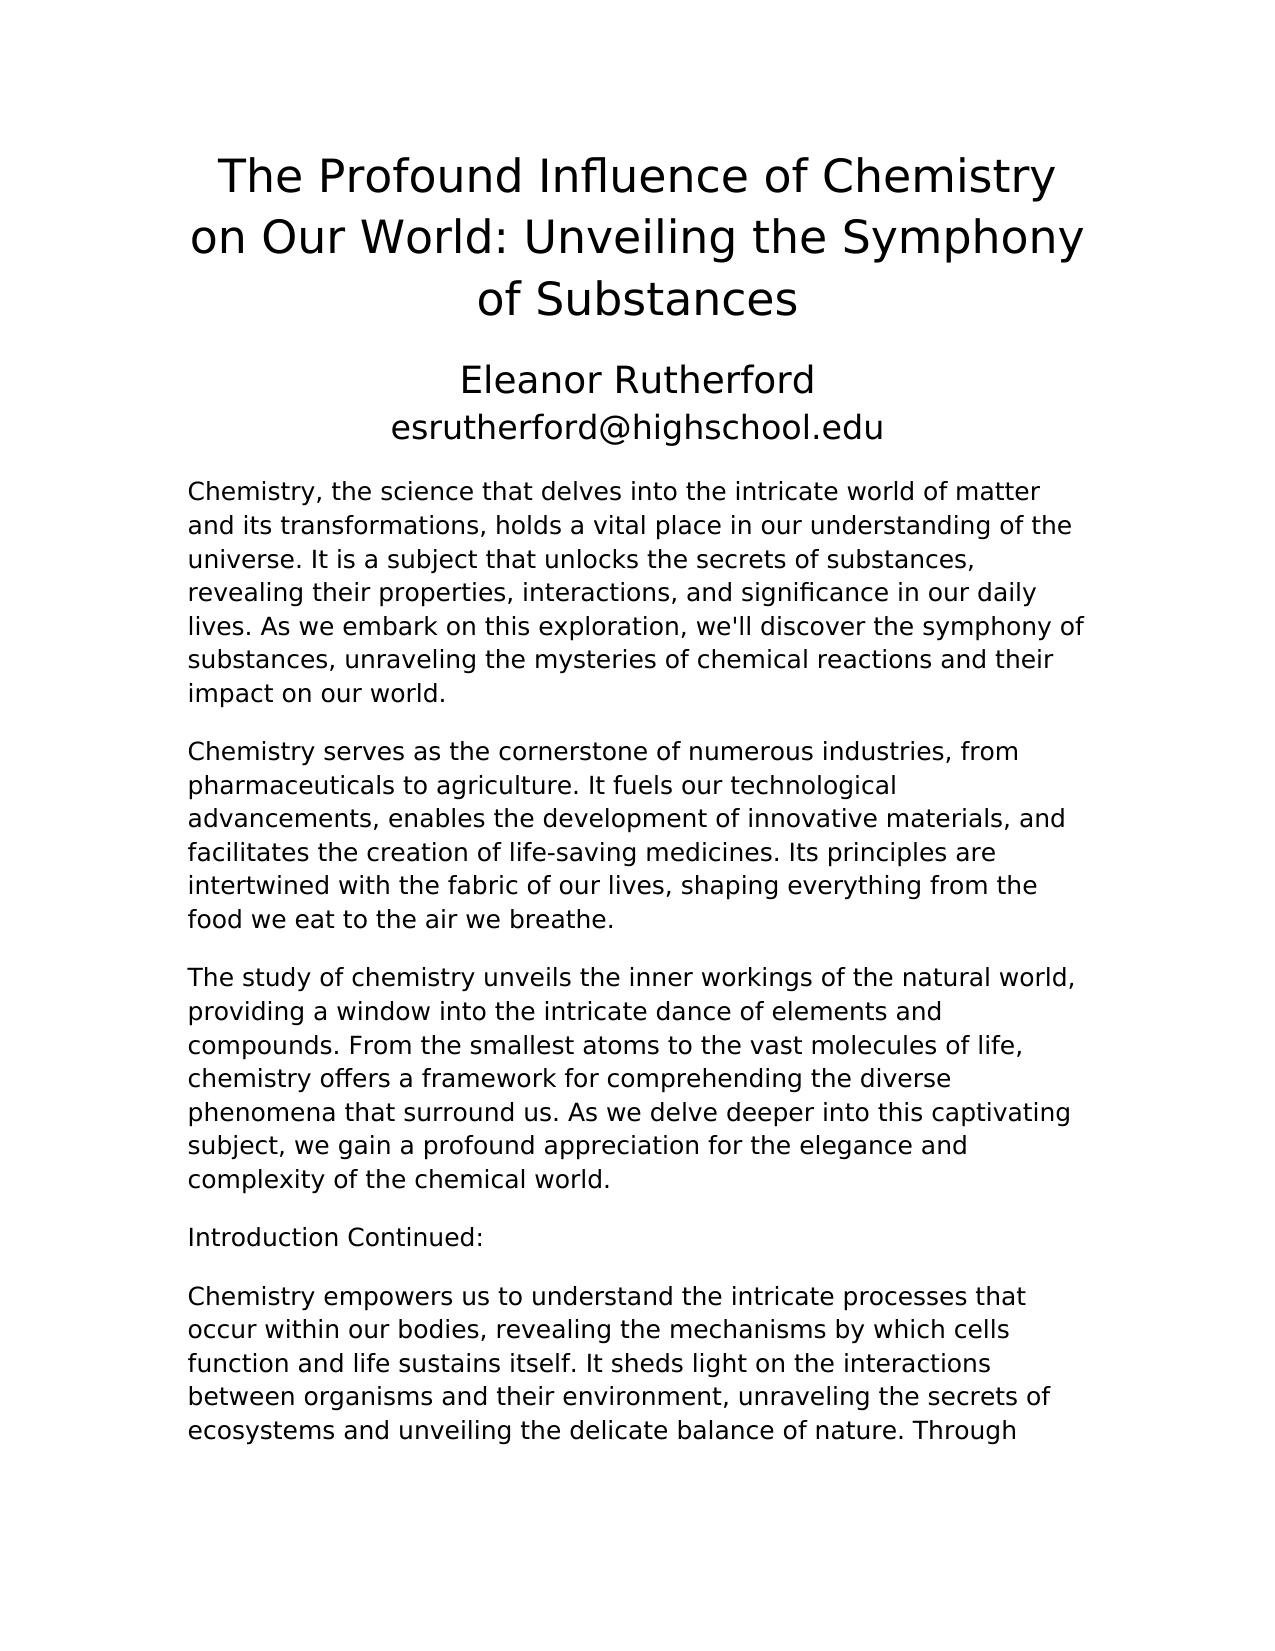 The Profound Influence of Chemistry
on Our World: Unveiling the Symphony
of Substances
Eleanor Rutherford
esrutherford@highschool.edu
Chemistry, the science that delves into the intricate world of matter
and its transformations, holds a vital place in our understanding of the
universe. It is a subject that unlocks the secrets of substances,
revealing their properties, interactions, and significance in our daily
lives. As we embark on this exploration, we'll discover the symphony of
substances, unraveling the mysteries of chemical reactions and their
impact on our world.
Chemistry serves as the cornerstone of numerous industries, from
pharmaceuticals to agriculture. It fuels our technological
advancements, enables the development of innovative materials, and
facilitates the creation of life-saving medicines. Its principles are
intertwined with the fabric of our lives, shaping everything from the
food we eat to the air we breathe.
The study of chemistry unveils the inner workings of the natural world,
providing a window into the intricate dance of elements and
compounds. From the smallest atoms to the vast molecules of life,
chemistry offers a framework for comprehending the diverse
phenomena that surround us. As we delve deeper into this captivating
subject, we gain a profound appreciation for the elegance and
complexity of the chemical world.
Introduction Continued:
Chemistry empowers us to understand the intricate processes that
occur within our bodies, revealing the mechanisms by which cells
function and life sustains itself. It sheds light on the interactions
between organisms and their environment, unraveling the secrets of
ecosystems and unveiling the delicate balance of nature. Through